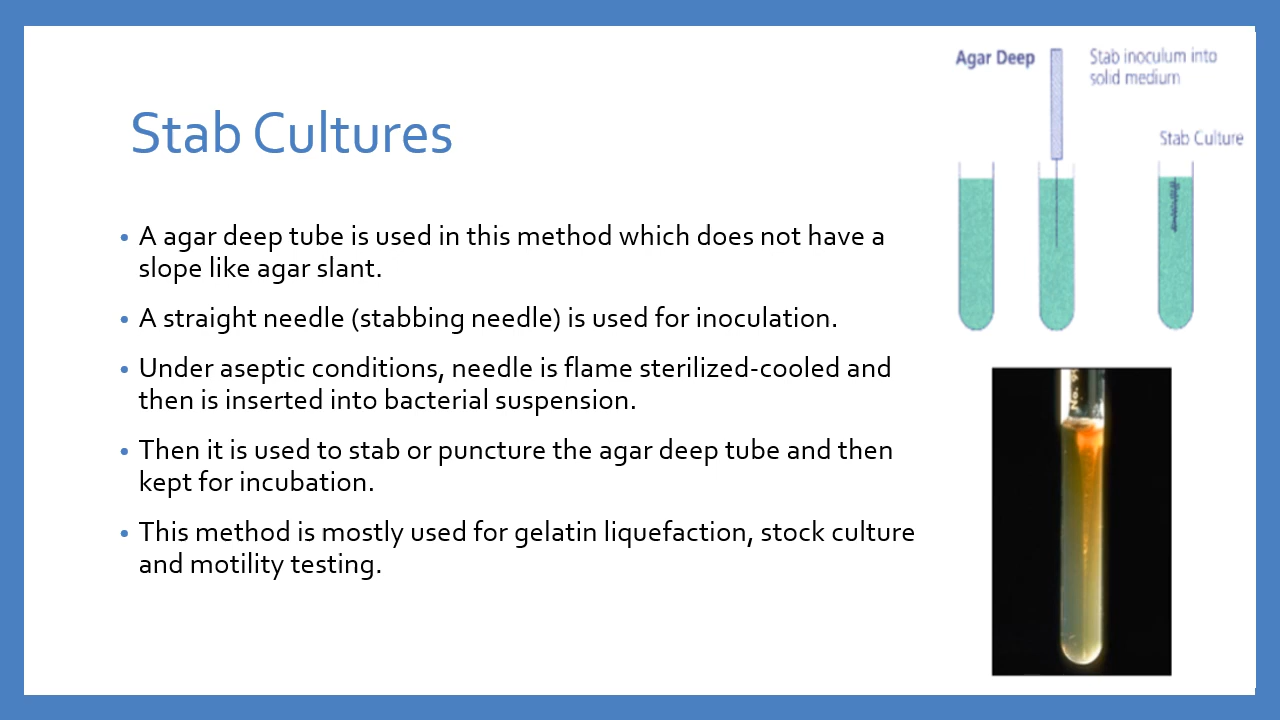 Stab Cultures
• A agar deep tube is used in this method which does not have a
slope like agar slant.
• A straight needle (stabbing needle) is used for inoculation.
• Under aseptic conditions, needle is flame sterilized-cooled and
then is inserted into bacterial suspension.
• Then it is used to stab or puncture the agar deep tube and then
kept for incubation.
• This method is mostly used for gelatin liquefaction, stock culture
and motility testing.
Agar Deep
Stab inoculum into
solid medium
Stab Culture
No.